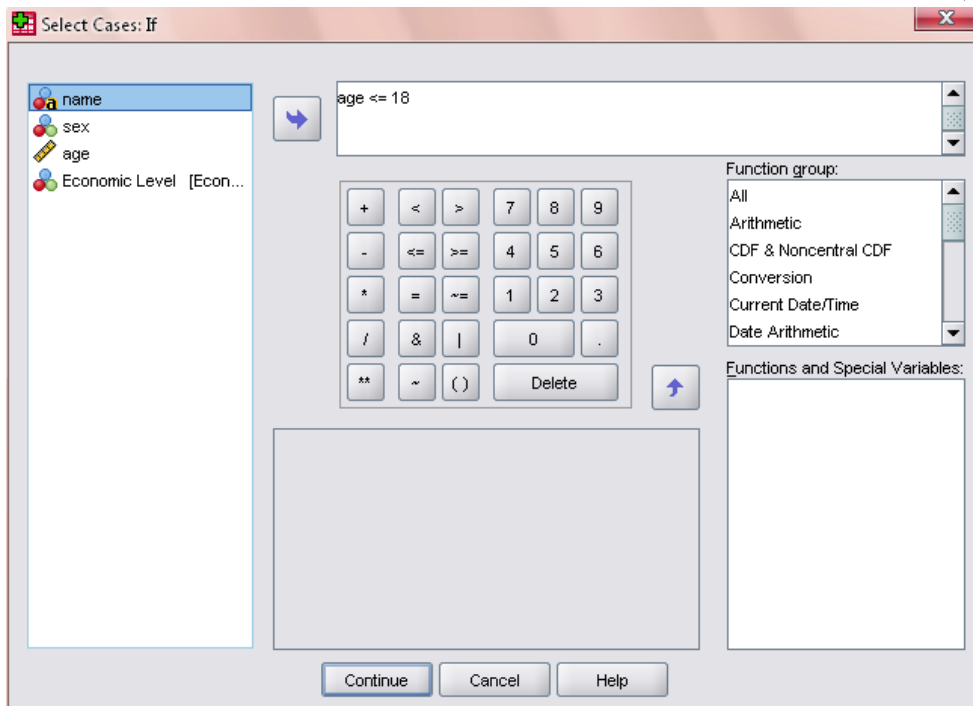 Select Cases: If
name
sex
age
Economic Level [Econ...
age <= 18
+ < > 7 8 9
- <= >= 4 5 6
* = ~= 1 2 3
/ & | 0 .
** ~ () Delete
Function group:
All
Arithmetic
CDF & Noncentral CDF
Conversion
Current Date/Time
Date Arithmetic
Functions and Special Variables:
Continue Cancel Help